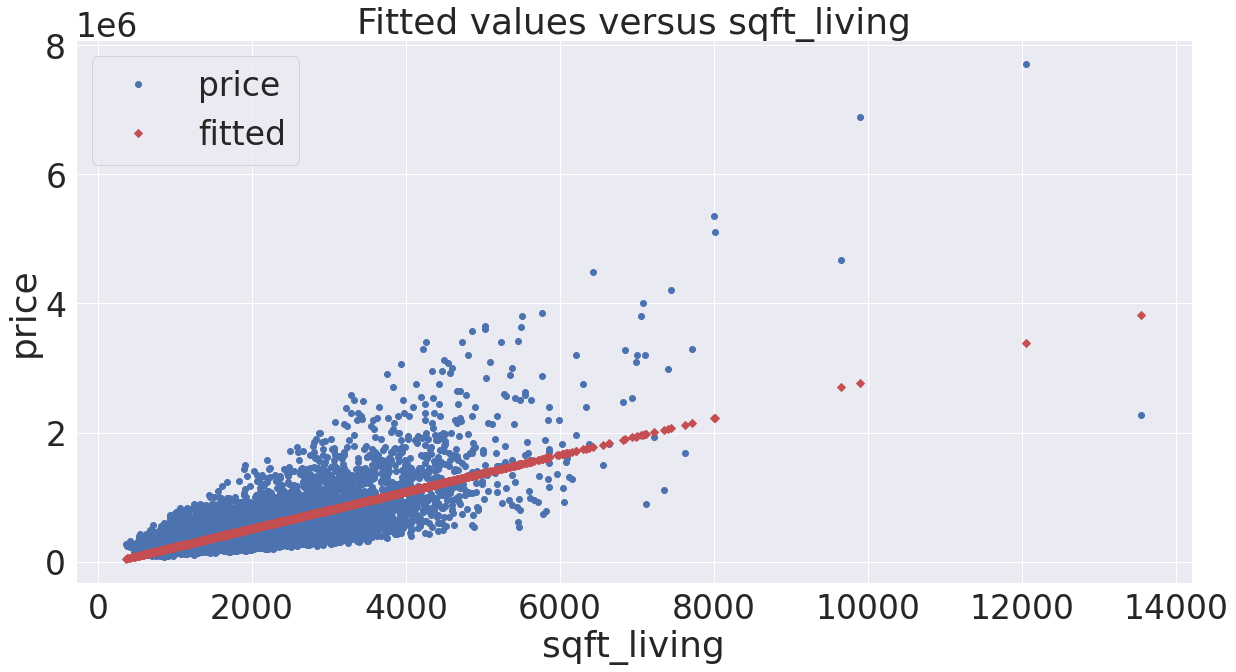 Fitted values versus sqft_living
1e6
8
6
4
2
0
price
price
fitted
0 2000 4000 6000 8000 10000 12000 14000
sqft_living